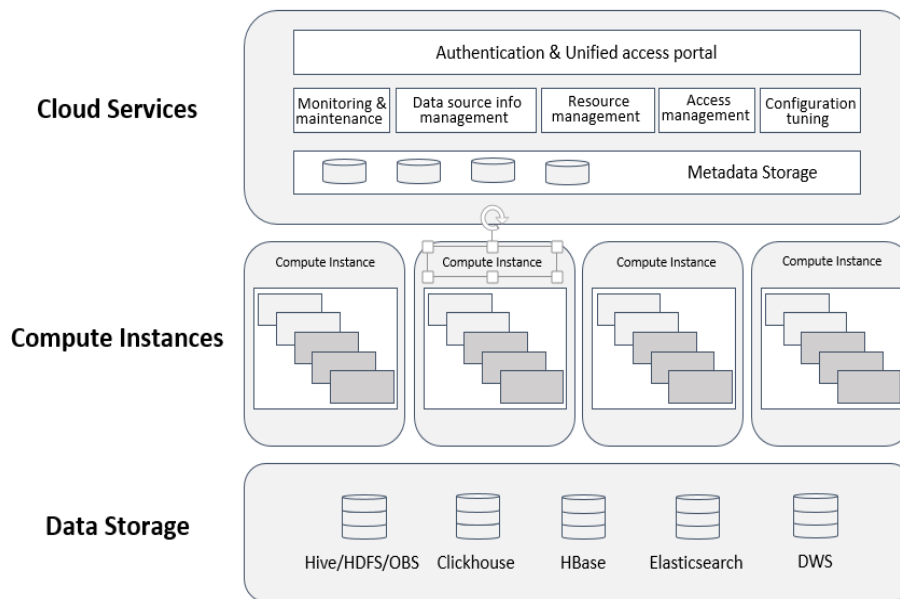 Authentication & Unified access portal
Cloud Services
Monitoring &
maintenance
Data source info
management
Resource
management
Access
management
Configuration
tuning
Metadata Storage
Compute Instances
Compute Instance
Compute Instance
Compute Instance
Compute Instance
Data Storage
Hive/HDFS/OBS
Clickhouse
HBase
Elasticsearch
DWS